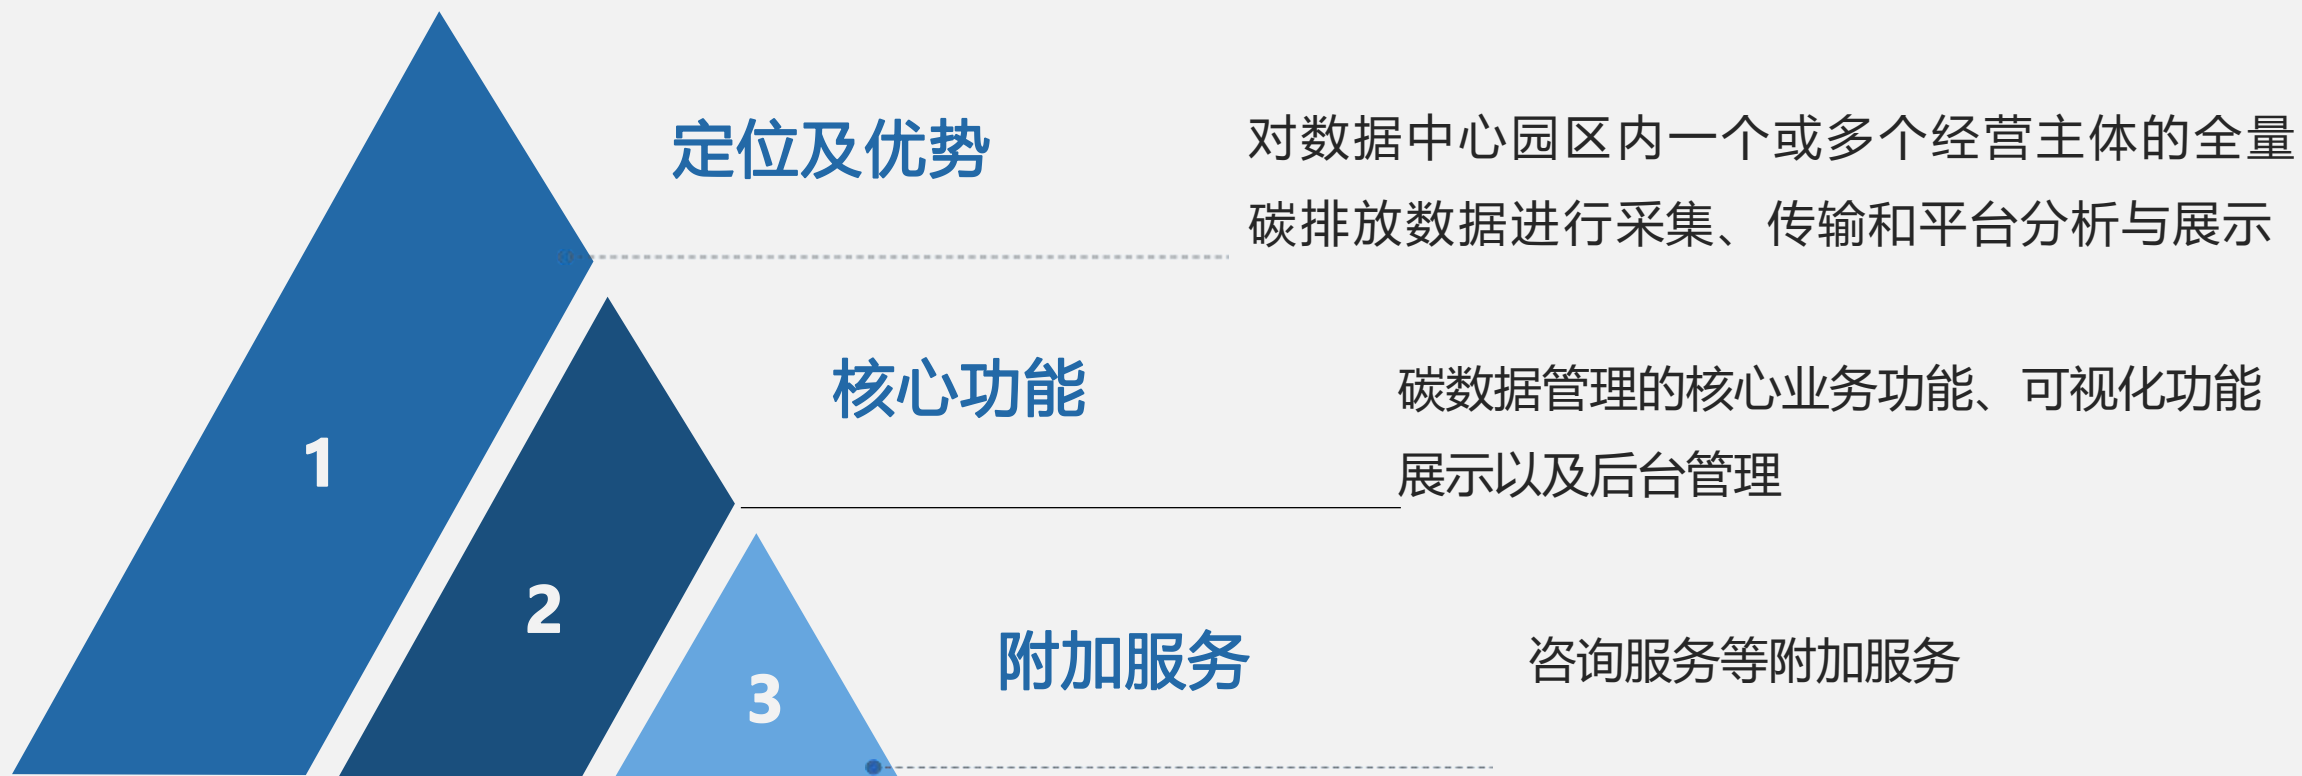 定位及优势
对数据中心园区内一个或多个经营主体的全量
碳排放数据进行采集、传输和平台分析与展示
核心功能
碳数据管理的核心业务功能、可视化功能
展示以及后台管理
1
2
附加服务
咨询服务等附加服务
3